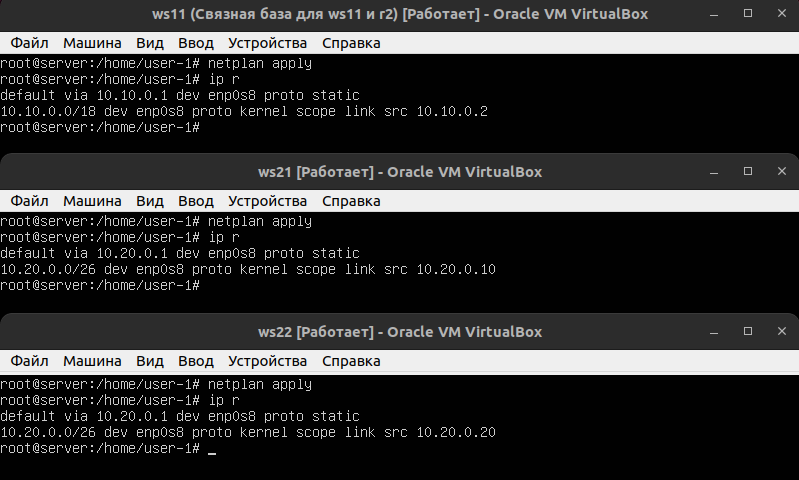 ws11 (Связная база для ws11 и r2) [Работает] - Oracle VM VirtualBox
Файл Машина Вид Ввод Устройства Справка
root@server:/home/user-1# netplan apply
root@server:/home/user-1# ip r
default via 10.10.0.1 dev enp0s8 proto static
10.10.0.0/18 dev enp0s8 proto kernel scope link src 10.10.0.2
root@server:/home/user-1#
ws21 [Работает] - Oracle VM VirtualBox
Файл Машина Вид Ввод Устройства Справка
root@server:/home/user-1# netplan apply
root@server:/home/user-1# ip r
default via 10.20.0.1 dev enp0s8 proto static
10.20.0.0/26 dev enp0s8 proto kernel scope link src 10.20.0.10
root@server:/home/user-1#
ws22 [Работает] - Oracle VM VirtualBox
Файл Машина Вид Ввод Устройства Справка
root@server:/home/user-1# netplan apply
root@server:/home/user-1# ip r
default via 10.20.0.1 dev enp0s8 proto static
10.20.0.0/26 dev enp0s8 proto kernel scope link src 10.20.0.20
root@server:/home/user-1# _